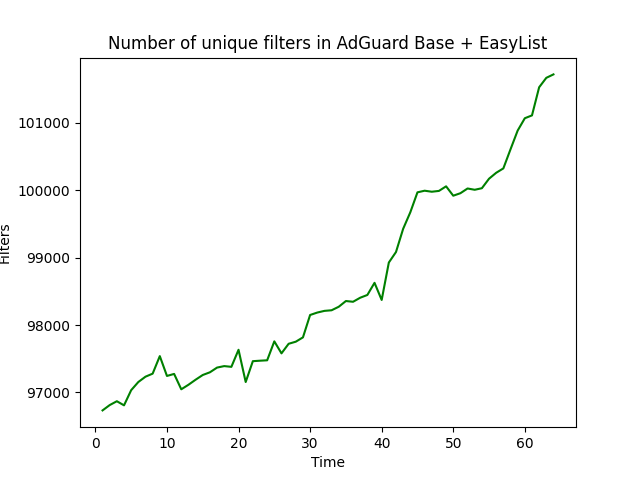 Number of unique filters in AdGuard Base + EasyList
101000
100000
99000
98000
97000
Filters
0 10 20 30 40 50 60
Time